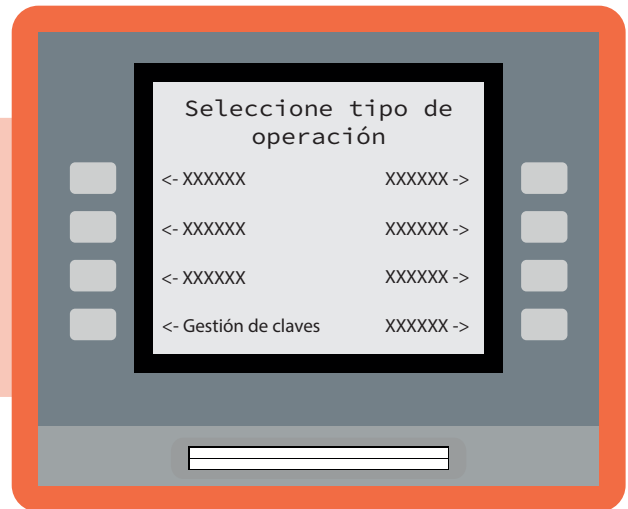 Seleccione tipo de
operación
<- XXXXXX XXXXXX ->
<- XXXXXX XXXXXX ->
<- XXXXXX XXXXXX ->
<- Gestión de claves XXXXXX ->